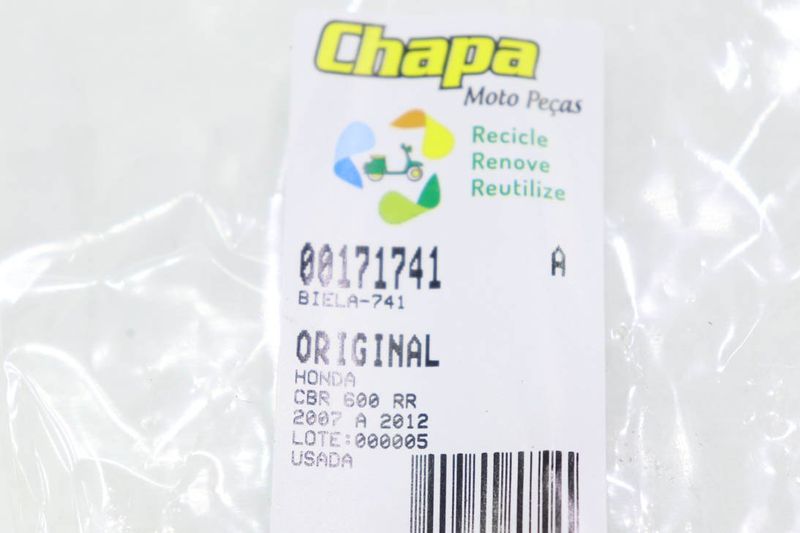 Chapa
Moto Peças
Recicle
Renove
Reutilize
00171741 A
BIELA-741
ORIGINAL
HONDA
CBR 600 RR
2007 A 2012
LOTE:000005
USADA